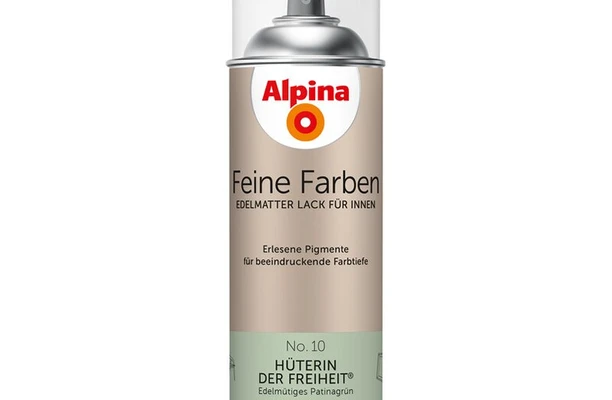 Alpina
Feine Farben
EDELMATTER LACK FÜR INNEN
Erlesene Pigmente
für beeindruckende Farbtiefe
No. 10
HÜTERIN
DER FREIHEIT®
Edelmütiges Patinagrün